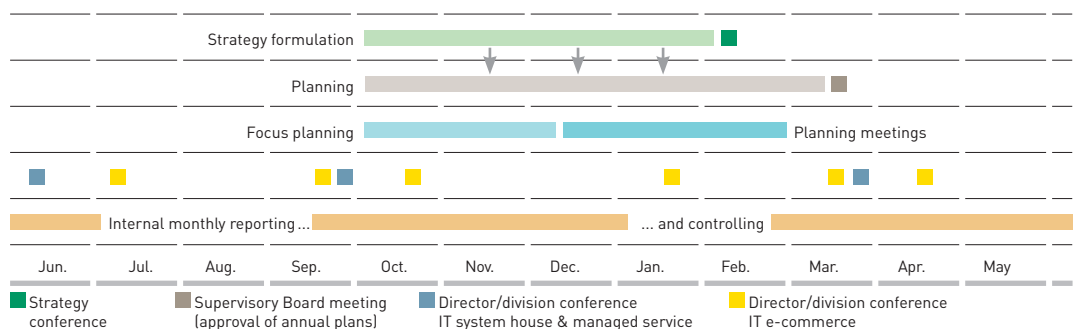 Strategy formulation
Planning
Focus planning
Planning meetings
Internal monthly reporting ...
... and controlling
Jun. Jul. Aug. Sep. Oct. Nov. Dec. Jan. Feb. Mar. Apr. May
Strategy
conference
Supervisory Board meeting
(approval of annual plans)
Director/division conference
IT system house & managed service
Director/division conference
IT e-commerce